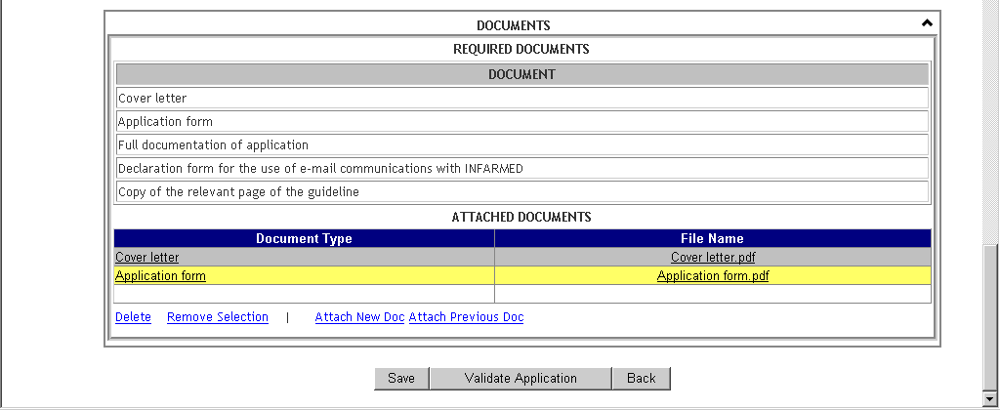 DOCUMENTS
REQUIRED DOCUMENTS
DOCUMENT
Cover letter
Application form
Full documentation of application
Declaration form for the use of e-mail communications with INFARMED
Copy of the relevant page of the guideline
ATTACHED DOCUMENTS
Document Type File Name
Cover letter Cover letter.pdf
Application form Application form.pdf
Delete Remove Selection | Attach New Doc Attach Previous Doc
Save Validate Application Back